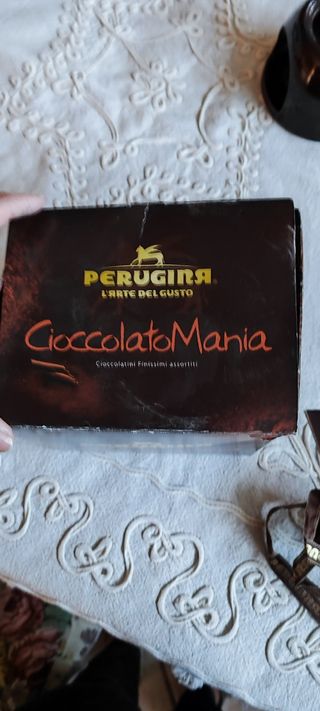 PERUGINA®
L'ARTE DEL GUSTO
CioccolatoMania
Cioccolatini Finissimi assortiti